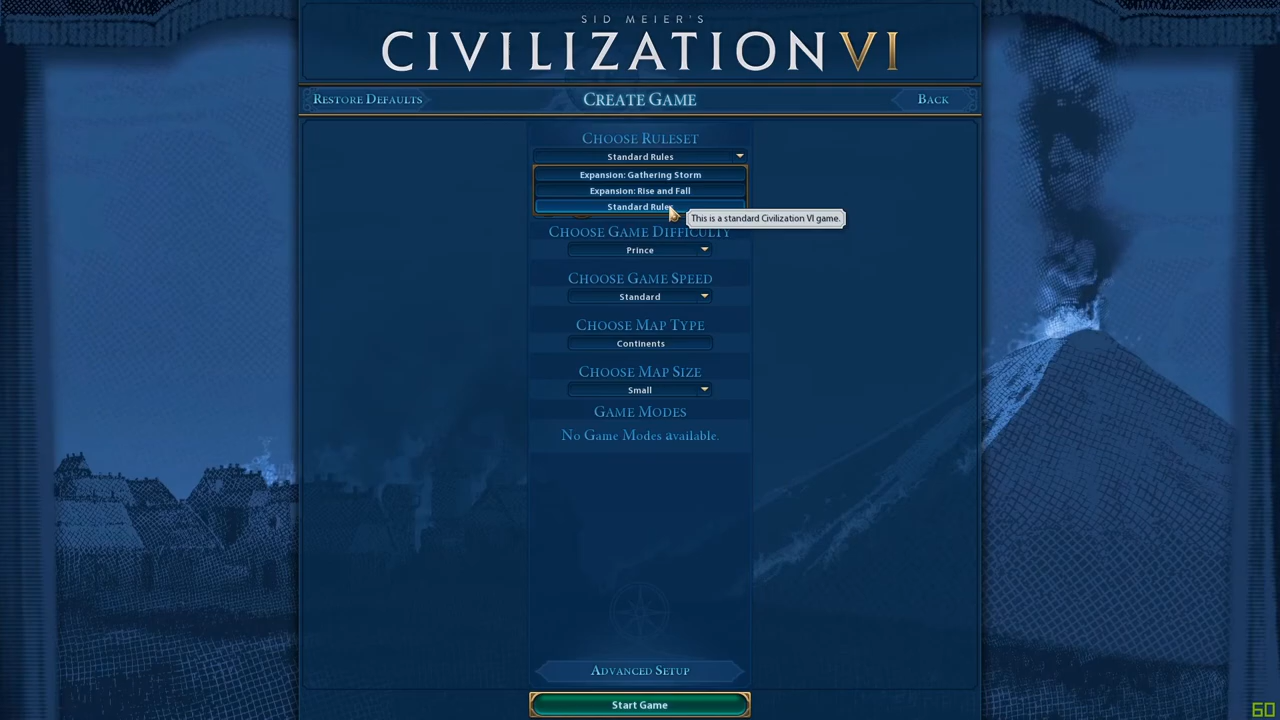 SID MEIER'S
CIVILIZATION VI
RESTORE DEFAULTS
CREATE GAME
BACK
CHOOSE RULESET
Standard Rules
Expansion: Gathering Storm
Expansion: Rise and Fall
Standard Rules
This is a standard Civilization VI game.
CHOOSE GAME DIFFICULTY
Prince
CHOOSE GAME SPEED
Standard
CHOOSE MAP TYPE
Continents
CHOOSE MAP SIZE
Small
GAME MODES
No Game Modes available.
ADVANCED SETUP
Start Game
60